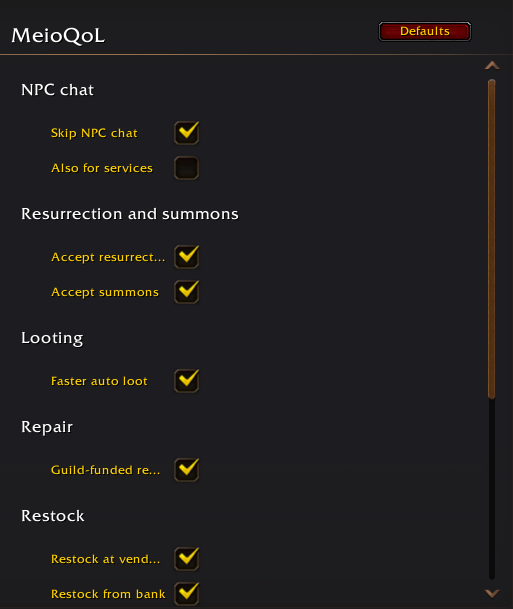 MeioQoL
Defaults
NPC chat
Skip NPC chat
Also for services
Resurrection and summons
Accept resurrect...
Accept summons
Looting
Faster auto loot
Repair
Guild-funded re...
Restock
Restock at vend...
Restock from bank